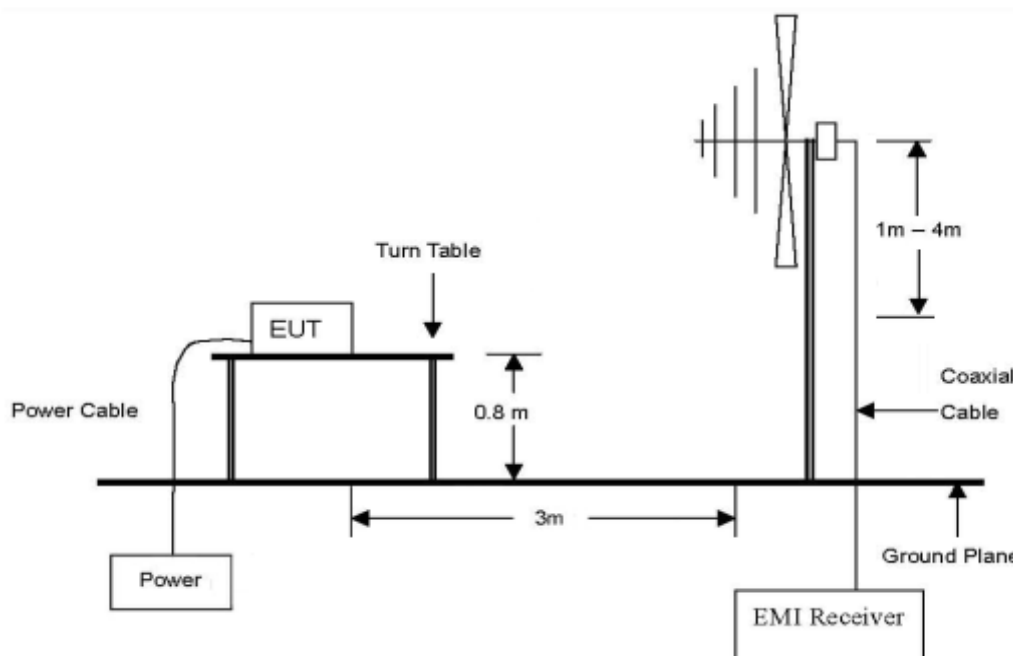 1m – 4m
Turn Table
EUT
Coaxial
Cable
Power Cable
0.8 m
3m
Ground Plane
Power
EMI Receiver